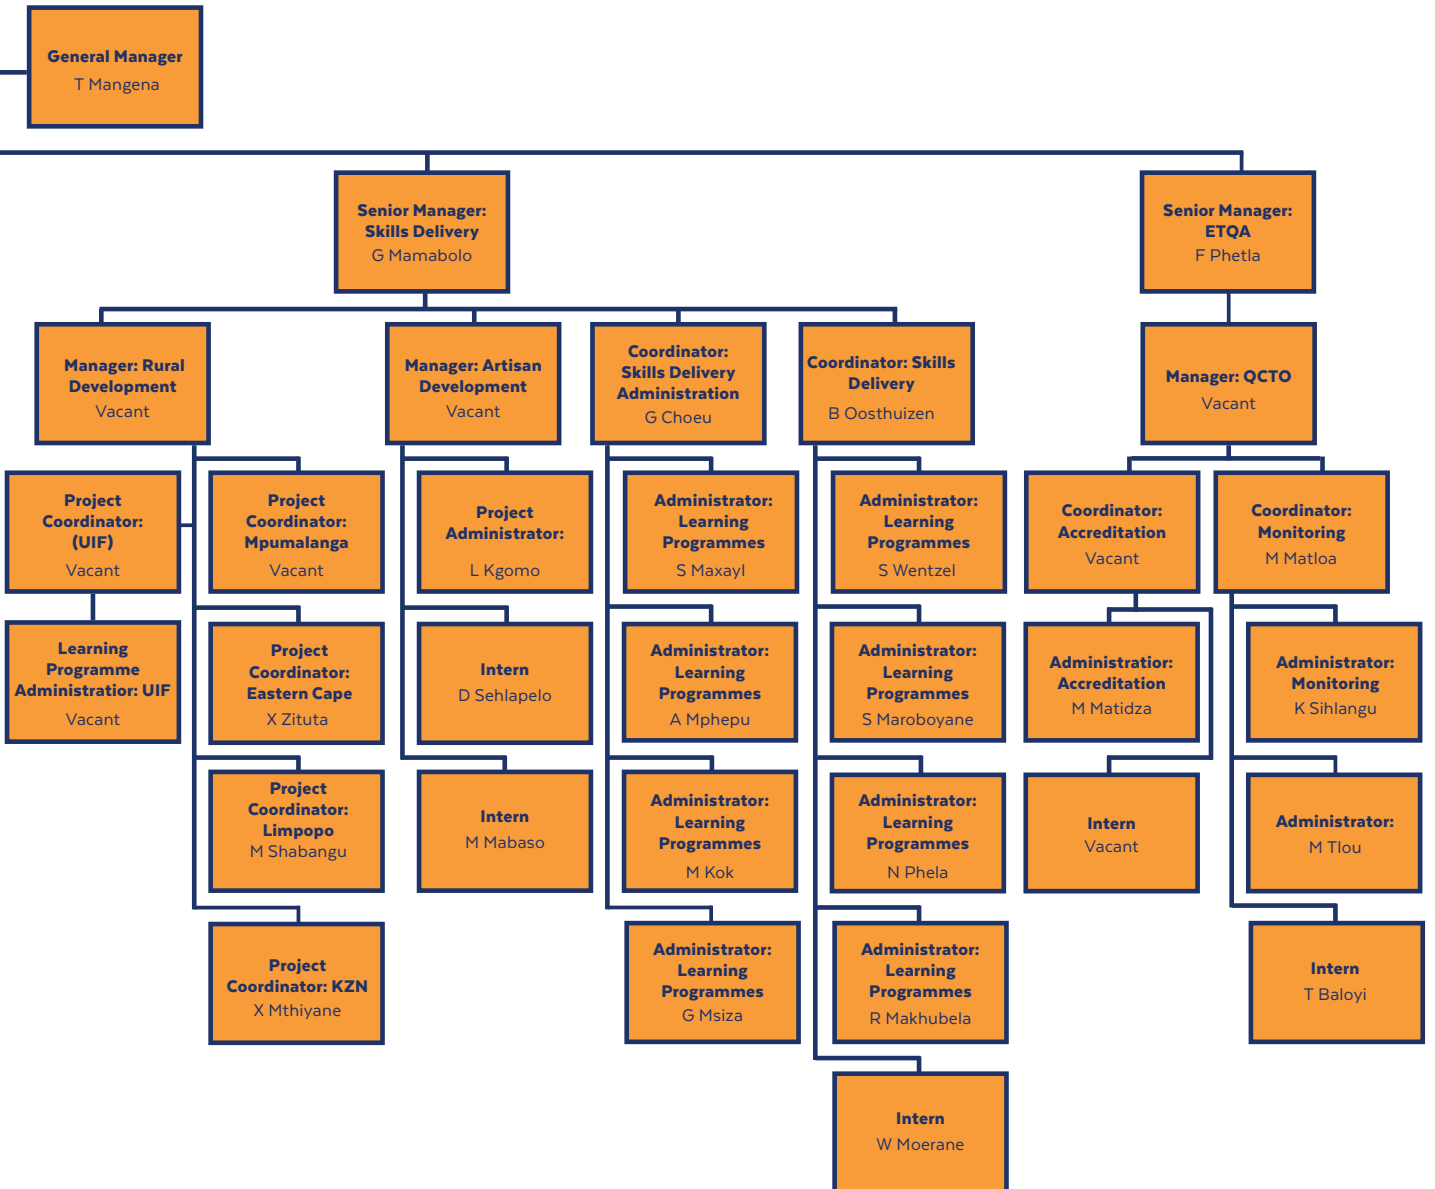 General Manager
T Mangena
Senior Manager:
Skills Delivery
G Mamabolo
Senior Manager:
ETQA
F Phetla
Manager: Rural
Development
Vacant
Manager: Artisan
Development
Vacant
Coordinator:
Skills Delivery
Administration
G Choeu
Coordinator: Skills
Delivery
B Oosthuizen
Manager: QCTO
Vacant
Project
Coordinator:
(UIF)
Vacant
Project
Coordinator:
Mpumalanga
Vacant
Project
Administrator:
L Kgomo
Administrator:
Learning
Programmes
S Maxayl
Administrator:
Learning
Programmes
S Wentzel
Coordinator:
Accreditation
Vacant
Coordinator:
Monitoring
M Matloa
Learning
Programme
Administratior: UIF
Vacant
Project
Coordinator:
Eastern Cape
X Zituta
Intern
D Sehlapelo
Administrator:
Learning
Programmes
A Mphepu
Administrator:
Learning
Programmes
S Maroboyane
Administratior:
Accreditation
M Matidza
Administrator:
Monitoring
K Sihlangu
Project
Coordinator:
Limpopo
M Shabangu
Intern
M Mabaso
Administrator:
Learning
Programmes
M Kok
Administrator:
Learning
Programmes
N Phela
Intern
Vacant
Administrator:
M Tlou
Project
Coordinator: KZN
X Mthiyane
Administrator:
Learning
Programmes
G Msiza
Administrator:
Learning
Programmes
R Makhubela
Intern
T Baloyi
Intern
W Moerane